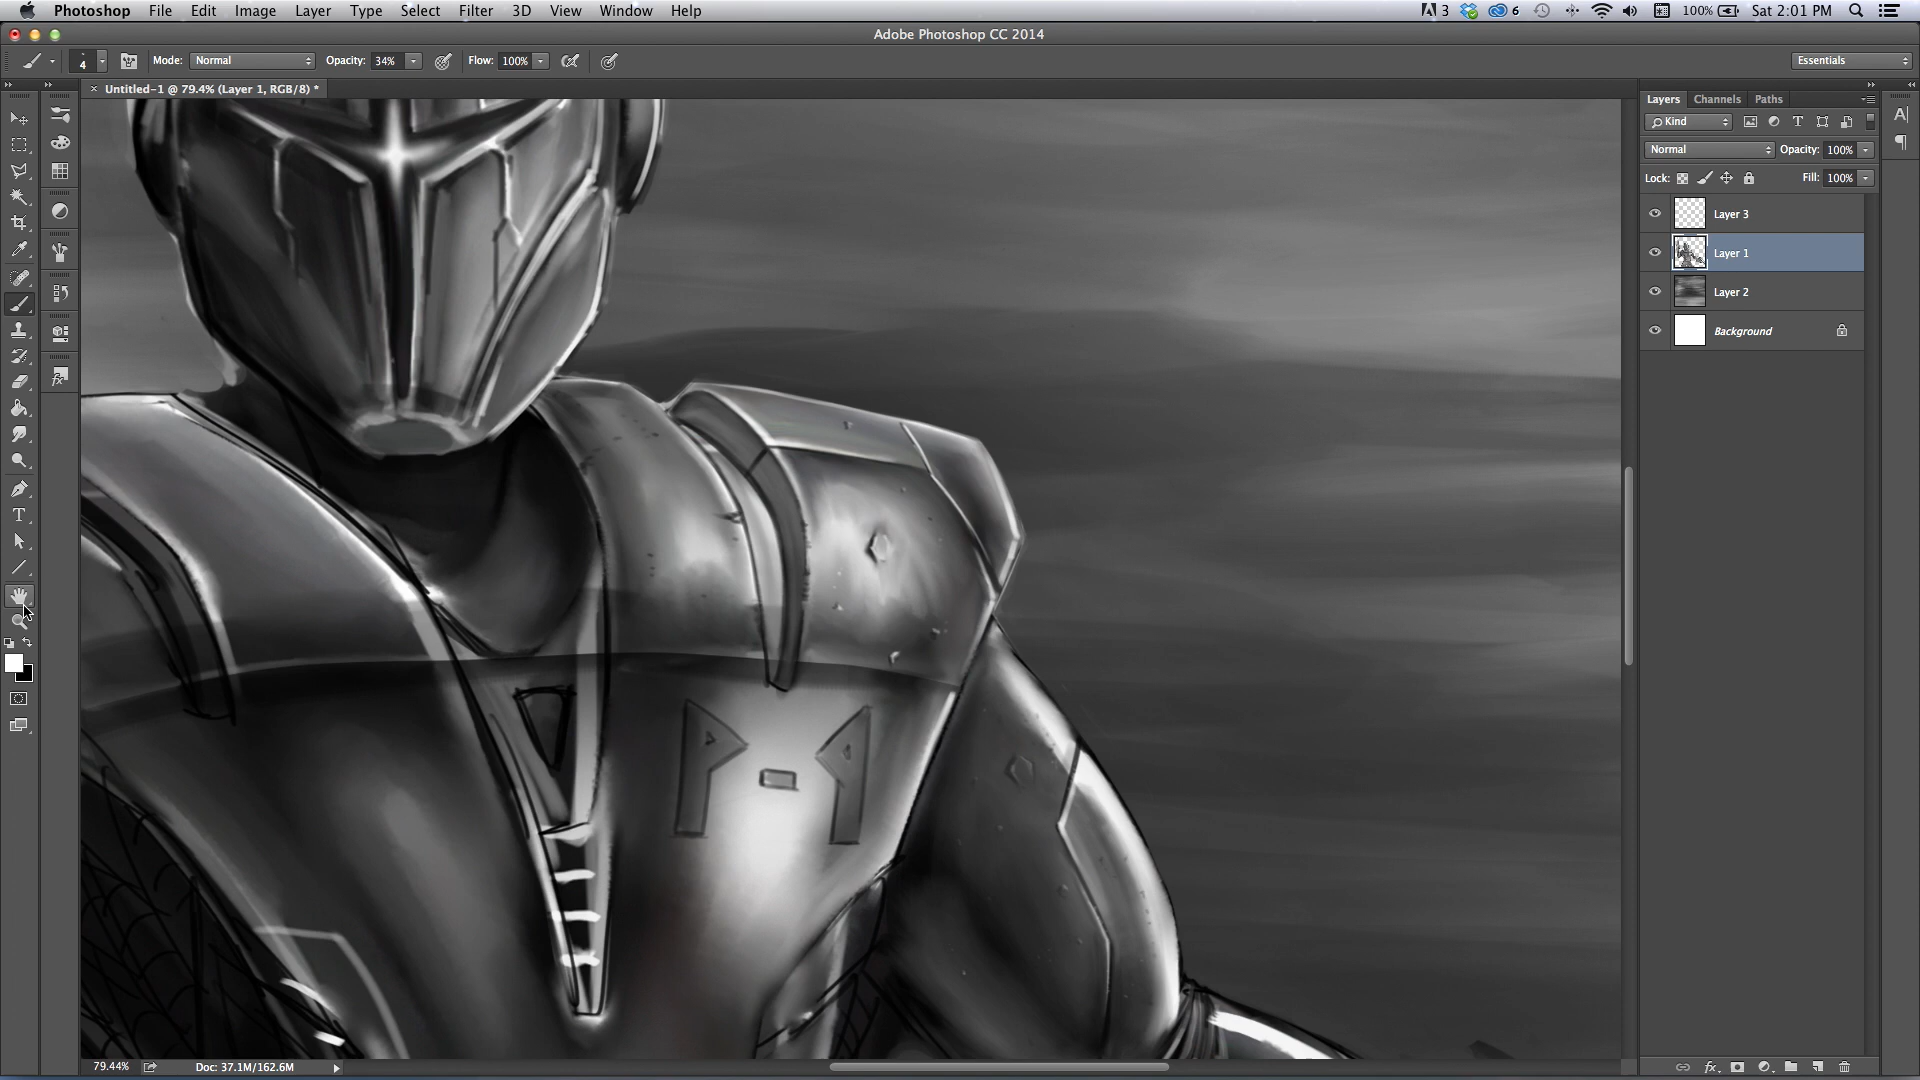 Photoshop File Edit Image Layer Type Select Filter 3D View Window Help 3 6 100% Sat 2:01 PM
Adobe Photoshop CC 2014
4 Mode: Normal Opacity: 34% Flow: 100% Essentials
× Untitled-1 @ 79.4% (Layer 1, RGB/8) *
Layers Channels Paths
Kind
Normal Opacity: 100%
Lock: Fill: 100%
Layer 3
Layer 1
Layer 2
Background
P-1
79.44% Doc: 37.1M/162.6M